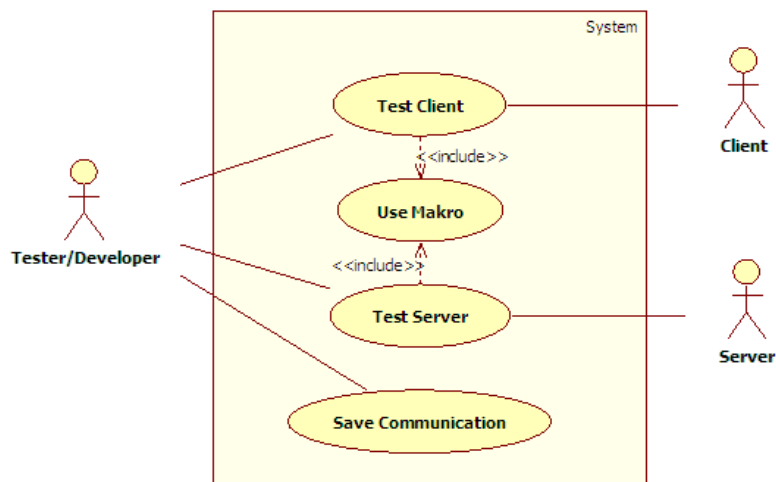 System
Test Client
Client
<<include>>
Use Makro
Tester/Developer
<<include>>
Test Server
Server
Save Communication